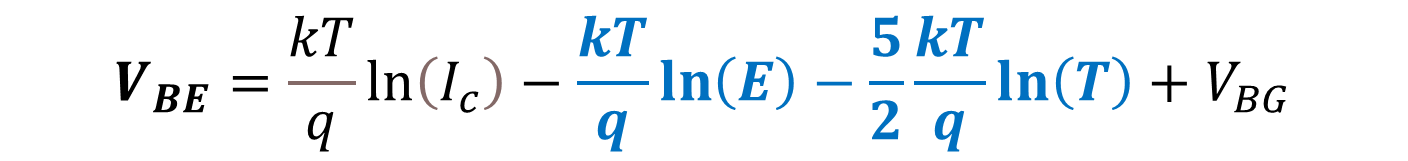 V_BE = kT/q ln(I_c) − kT/q ln(E) − 5/2 kT/q ln(T) + V_BG